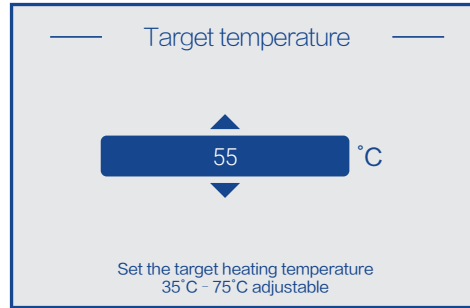 Target temperature
55 °C
Set the target heating temperature
35°C - 75°C adjustable